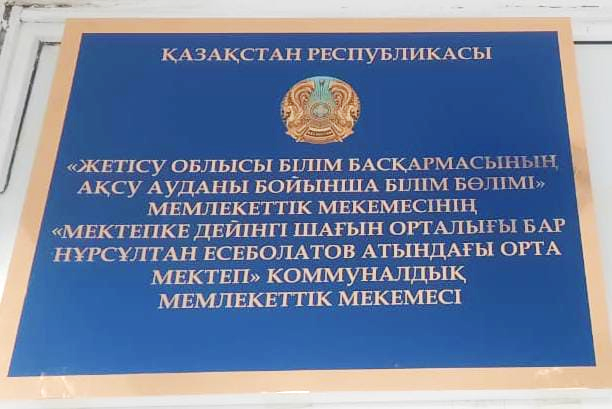 ҚАЗАҚСТАН РЕСПУБЛИКАСЫ
«ЖЕТІСУ ОБЛЫСЫ БІЛІМ БАСҚАРМАСЫНЫҢ
АҚСУ АУДАНЫ БОЙЫНША БІЛІМ БӨЛІМІ»
МЕМЛЕКЕТТІК МЕКЕМЕСІНІҢ
«МЕКТЕПКЕ ДЕЙІНГІ ШАҒЫН ОРТАЛЫҒЫ БАР
НҰРСҰЛТАН ЕСЕБОЛАТОВ АТЫНДАҒЫ ОРТА
МЕКТЕП» КОММУНАЛДЫҚ
МЕМЛЕКЕТТІК МЕКЕМЕСІ